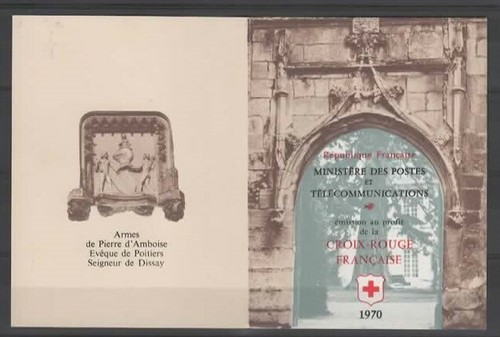 Armes
de Pierre d'Amboise
Evêque de Poitiers
Seigneur de Dissay
République Française
MINISTÈRE DES POSTES
ET
TÉLÉCOMMUNICATIONS
émission au profit
de la
CROIX-ROUGE
FRANÇAISE
1970